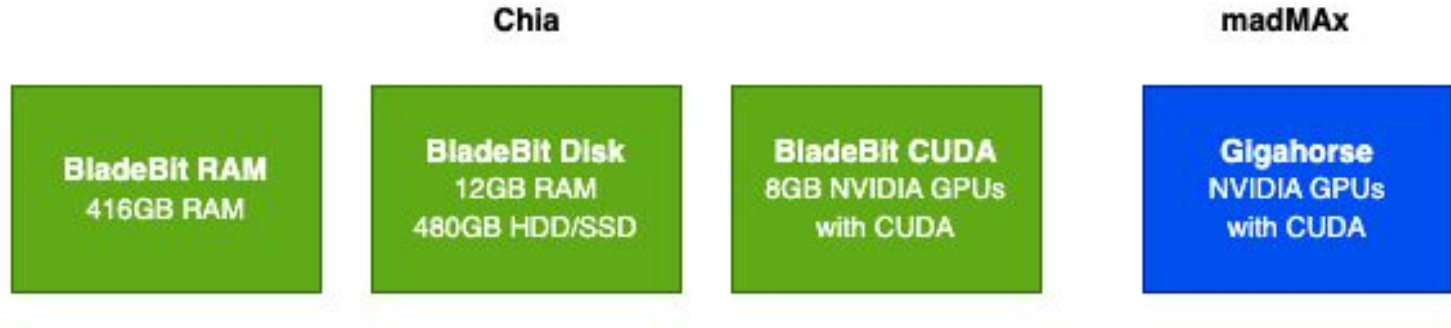 Chia
madMAx
BladeBit RAM
416GB RAM
BladeBit Disk
12GB RAM
480GB HDD/SSD
BladeBit CUDA
8GB NVIDIA GPUs
with CUDA
Gigahorse
NVIDIA GPUs
with CUDA